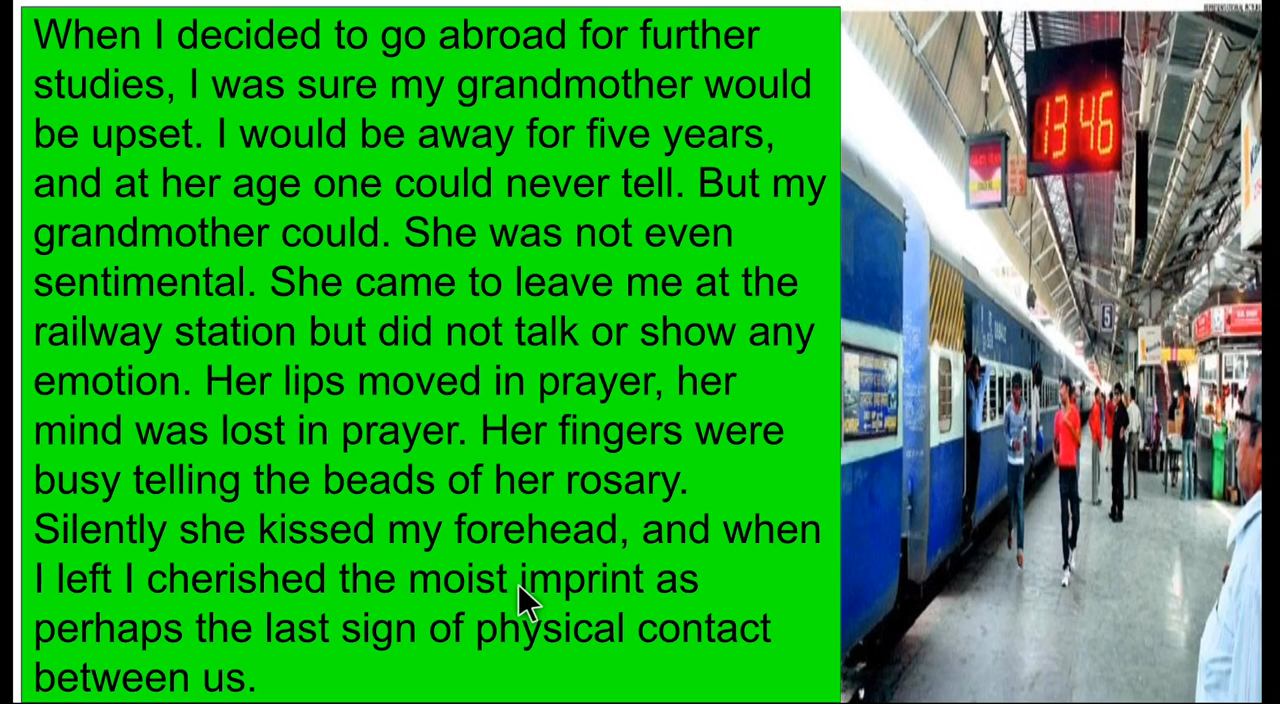 When I decided to go abroad for further
studies, I was sure my grandmother would
be upset. I would be away for five years,
and at her age one could never tell. But my
grandmother could. She was not even
sentimental. She came to leave me at the
railway station but did not talk or show any
emotion. Her lips moved in prayer, her
mind was lost in prayer. Her fingers were
busy telling the beads of her rosary.
Silently she kissed my forehead, and when
I left I cherished the moist imprint as
perhaps the last sign of physical contact
between us.
13 46
5